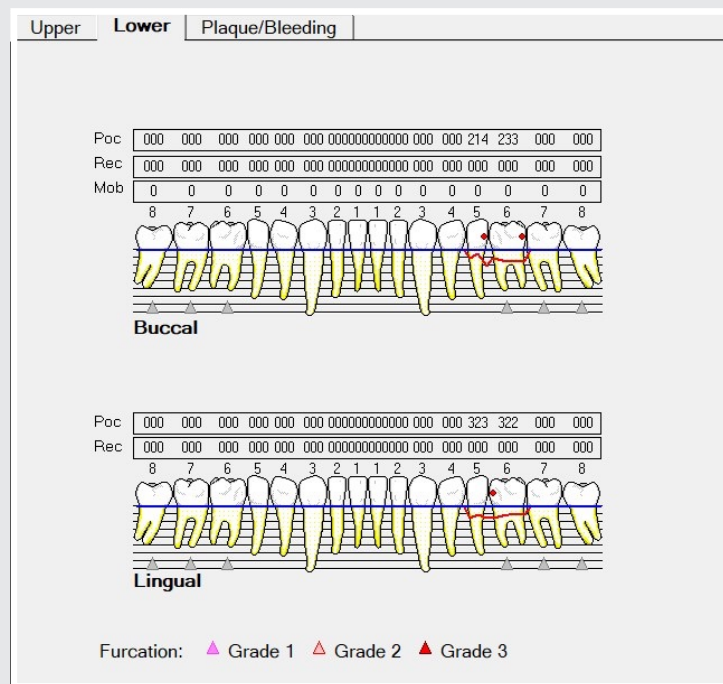 Upper Lower Plaque/Bleeding
Poc 000 000 000 000 000 000 000000000000 000 000 214 233 000 000
Rec 000 000 000 000 000 000 000000000000 000 000 000 000 000 000
Mob 0 0 0 0 0 0 0 0 0 0 0 0 0 0 0 0
8 7 6 5 4 3 2 1 1 2 3 4 5 6 7 8
Buccal
Poc 000 000 000 000 000 000 000000000000 000 000 323 322 000 000
Rec 000 000 000 000 000 000 000000000000 000 000 000 000 000 000
8 7 6 5 4 3 2 1 1 2 3 4 5 6 7 8
Lingual
Furcation: Grade 1 Grade 2 Grade 3